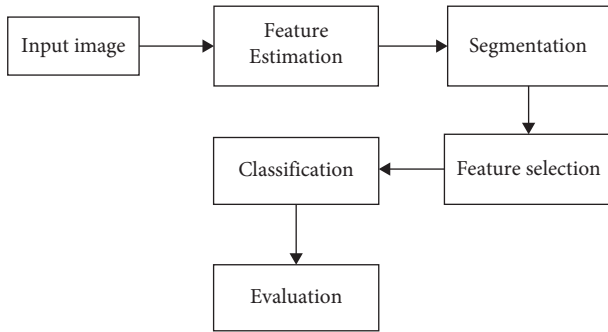 Input image
Feature
Estimation
Segmentation
Feature selection
Classification
Evaluation